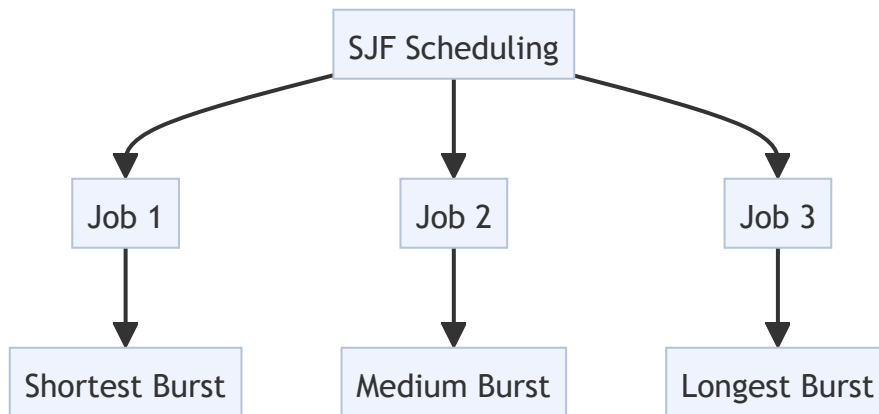 SJF Scheduling
Job 1
Job 2
Job 3
Shortest Burst
Medium Burst
Longest Burst